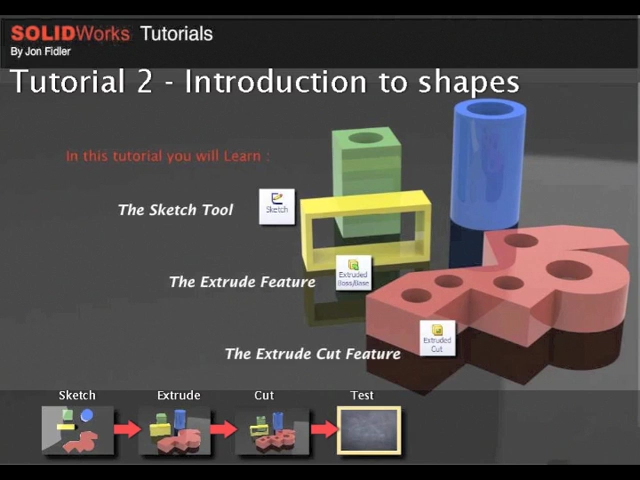 SOLIDWorks Tutorials
By Jon Fidler
Tutorial 2 - Introduction to shapes
In this tutorial you will Learn :
The Sketch Tool
Sketch
The Extrude Feature
Extruded
Boss/Base
The Extrude Cut Feature
Extruded
Cut
Sketch Extrude Cut Test